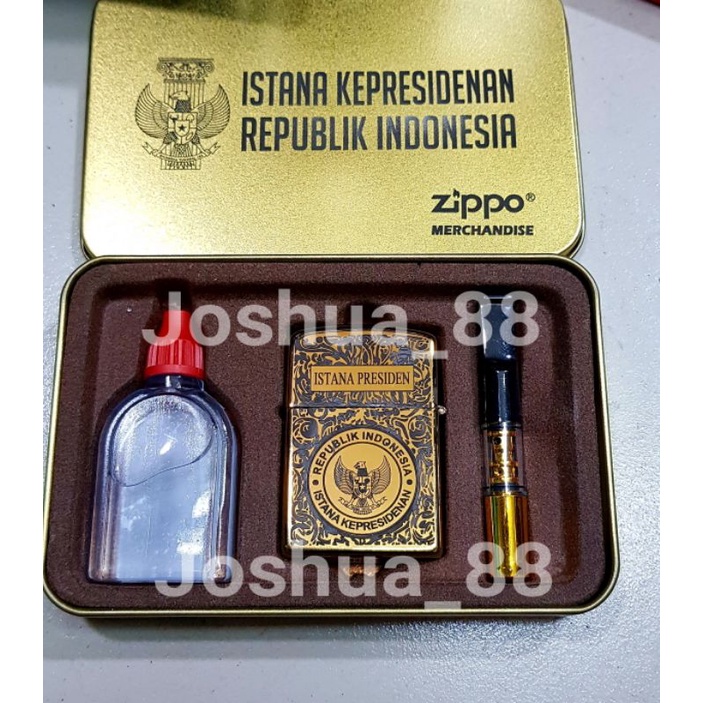 ISTANA KEPRESIDENAN
REPUBLIK INDONESIA
zippo®
MERCHANDISE
Joshua_88
ISTANA PRESIDEN
• REPUBLIK INDONESIA •
ISTANA KEPRESIDENAN
Joshua_88